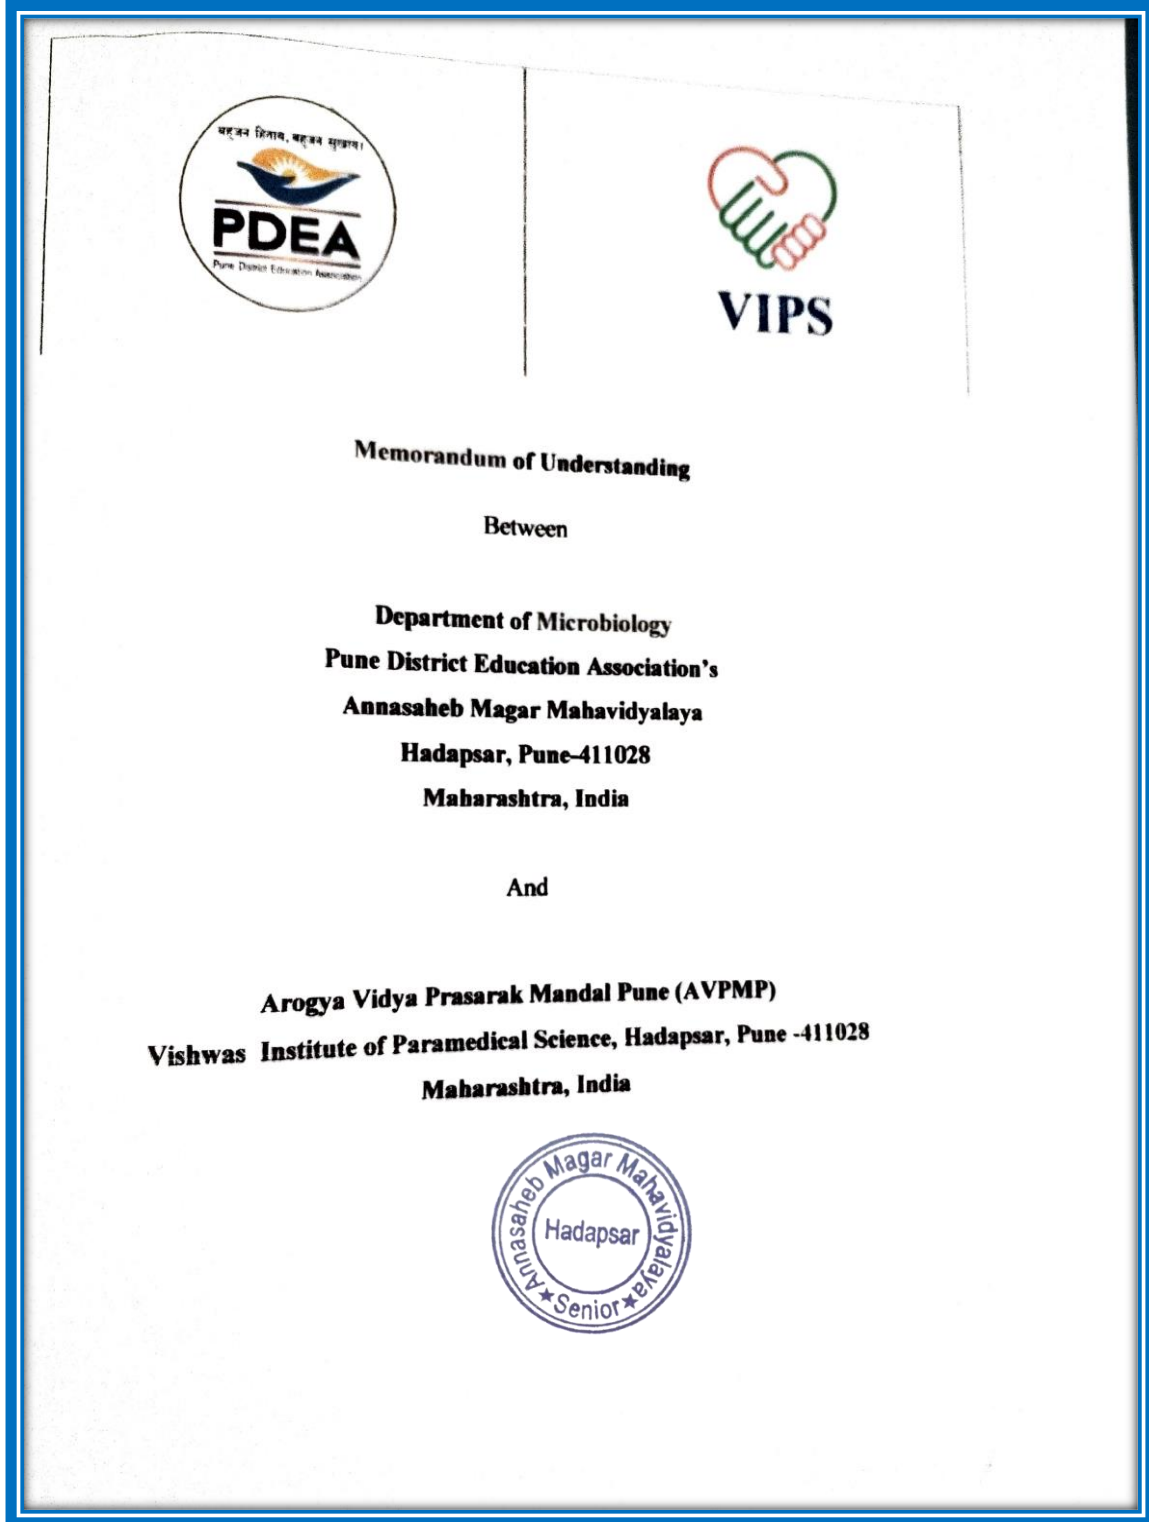 बहुजन हिताय, बहुजन सुखाय।
PDEA
Pune District Education Association
VIPS
Memorandum of Understanding
Between
Department of Microbiology
Pune District Education Association's
Annasaheb Magar Mahavidyalaya
Hadapsar, Pune-411028
Maharashtra, India
And
Arogya Vidya Prasarak Mandal Pune (AVPMP)
Vishwas Institute of Paramedical Science, Hadapsar, Pune -411028
Maharashtra, India
Annasaheb Magar Mahavidyalaya
Hadapsar
★Senior★